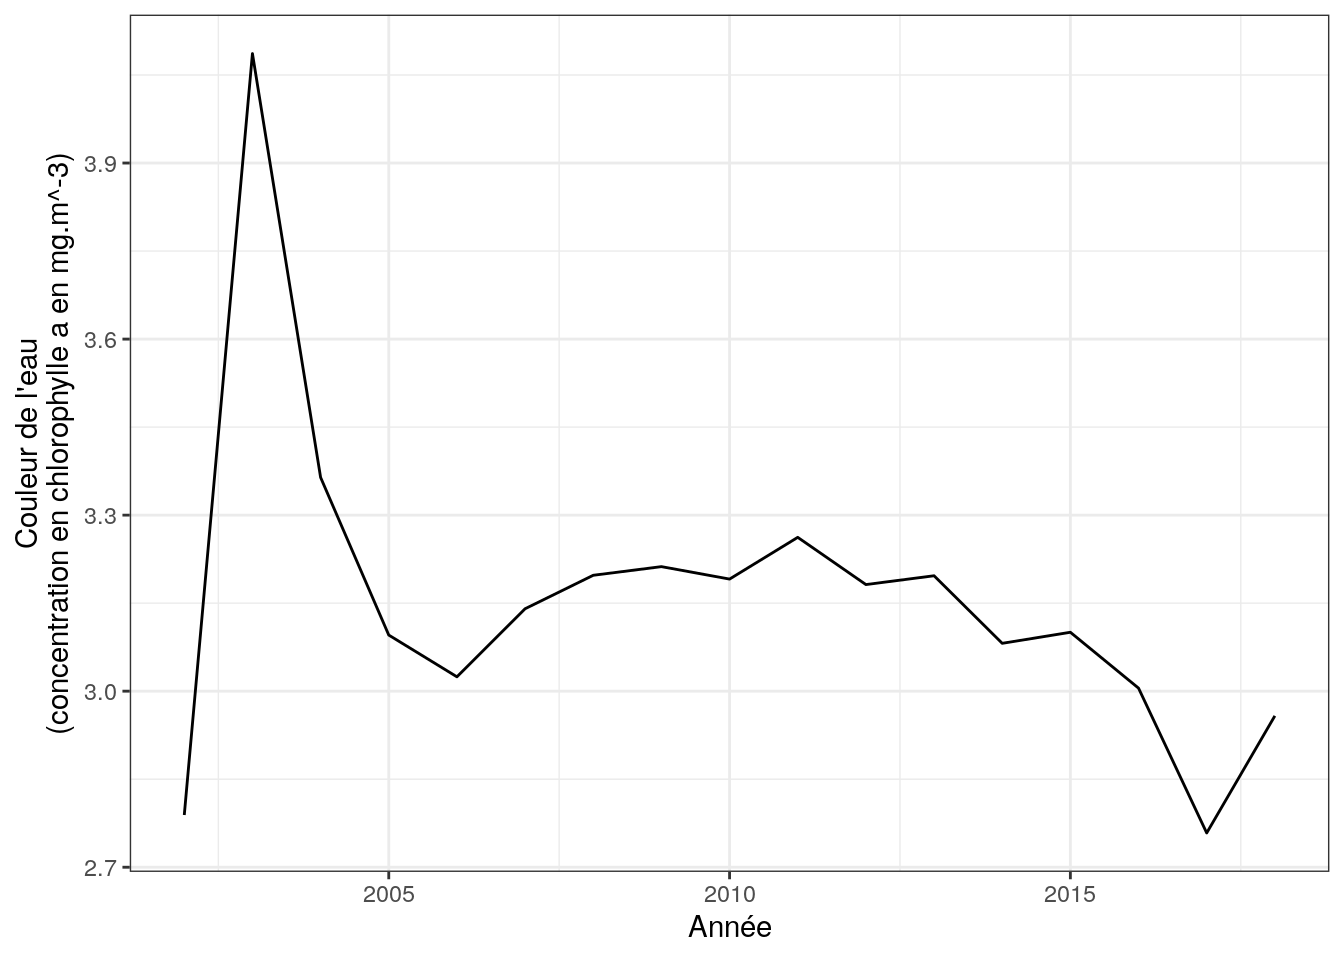 Couleur de l'eau
(concentration en chlorophylle a en mg.m^-3)
3.9
3.6
3.3
3.0
2.7
2005
2010
2015
Année